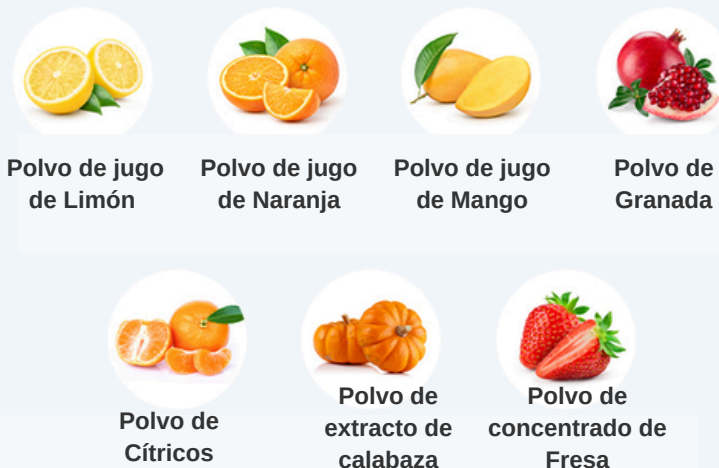 Polvo de jugo
de Limón
Polvo de jugo
de Naranja
Polvo de jugo
de Mango
Polvo de
Granada
Polvo de
Cítricos
Polvo de
extracto de
calabaza
Polvo de
concentrado de
Fresa